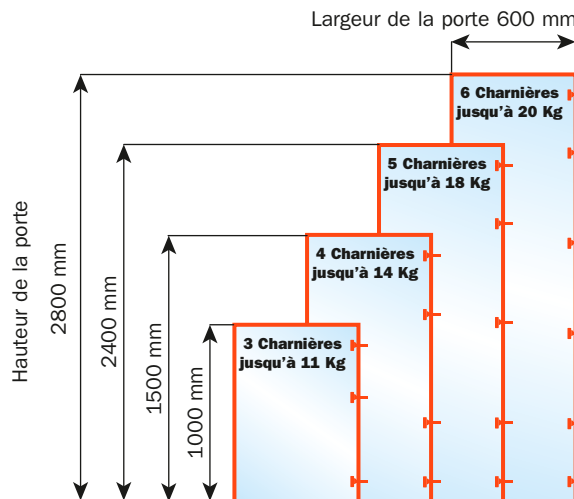 Largeur de la porte 600 mm
6 Charnières
jusqu'à 20 Kg
5 Charnières
jusqu'à 18 Kg
4 Charnières
jusqu'à 14 Kg
3 Charnières
jusqu'à 11 Kg
Hauteur de la porte
2800 mm
2400 mm
1500 mm
1000 mm